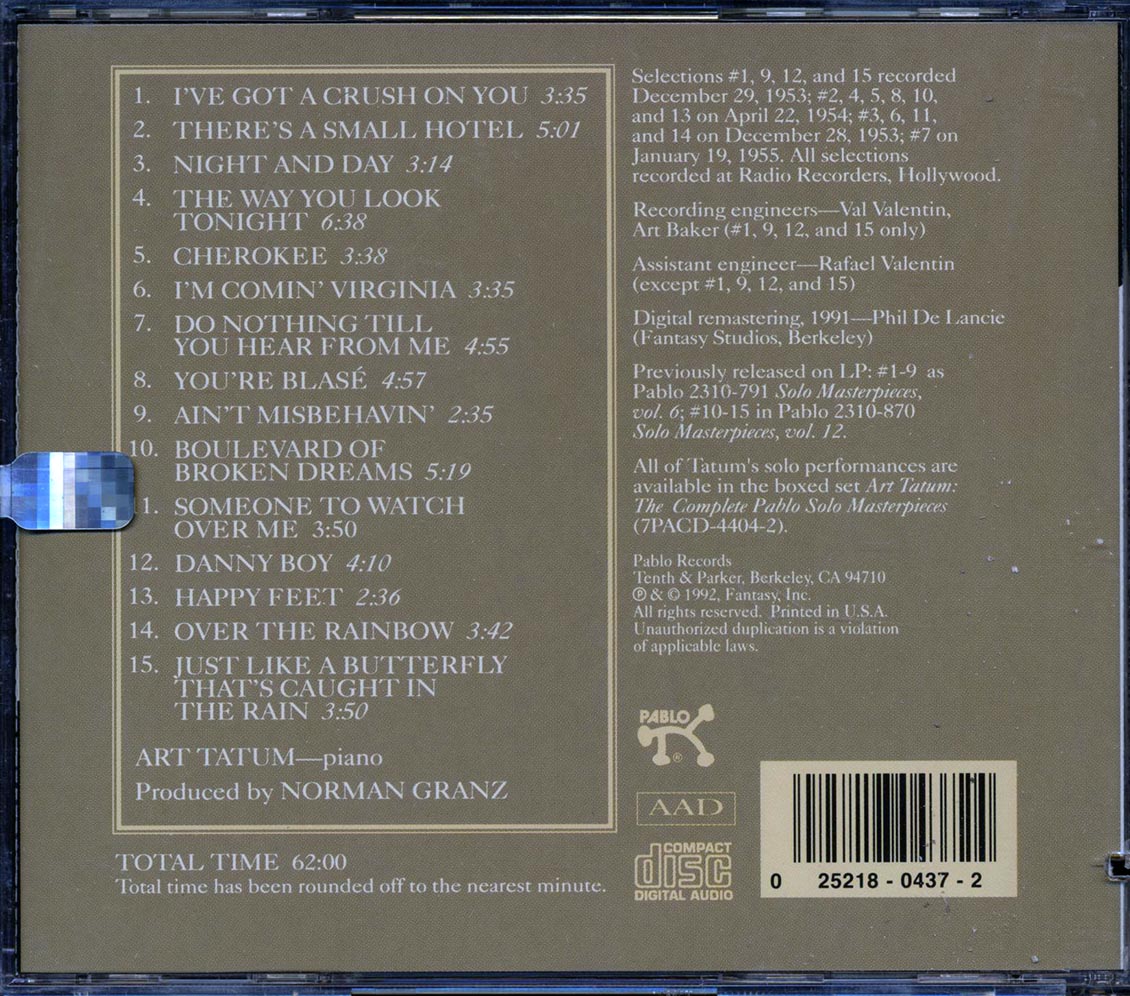 1. I'VE GOT A CRUSH ON YOU 3:35
2. THERE'S A SMALL HOTEL 5:01
3. NIGHT AND DAY 3:14
4. THE WAY YOU LOOK
TONIGHT 6:38
5. CHEROKEE 3:38
6. I'M COMIN' VIRGINIA 3:35
7. DO NOTHING TILL
YOU HEAR FROM ME 4:55
8. YOU'RE BLASÉ 4:57
9. AIN'T MISBEHAVIN' 2:35
10. BOULEVARD OF
BROKEN DREAMS 5:19
1. SOMEONE TO WATCH
OVER ME 3:50
12. DANNY BOY 4:10
13. HAPPY FEET 2:36
14. OVER THE RAINBOW 3:42
15. JUST LIKE A BUTTERFLY
THAT'S CAUGHT IN
THE RAIN 3:50
ART TATUM—piano
Produced by NORMAN GRANZ
TOTAL TIME 62:00
Total time has been rounded off to the nearest minute.
Selections #1, 9, 12, and 15 recorded
December 29, 1953; #2, 4, 5, 8, 10,
and 13 on April 22, 1954; #3, 6, 11,
and 14 on December 28, 1953; #7 on
January 19, 1955. All selections
recorded at Radio Recorders, Hollywood.
Recording engineers—Val Valentin,
Art Baker (#1, 9, 12, and 15 only)
Assistant engineer—Rafael Valentin
(except #1, 9, 12, and 15)
Digital remastering, 1991—Phil De Lancie
(Fantasy Studios, Berkeley)
Previously released on LP: #1-9 as
Pablo 2310-791 Solo Masterpieces,
vol. 6; #10-15 in Pablo 2310-870
Solo Masterpieces, vol. 12.
All of Tatum's solo performances are
available in the boxed set Art Tatum:
The Complete Pablo Solo Masterpieces
(7PACD-4404-2).
Pablo Records
Tenth & Parker, Berkeley, CA 94710
℗ & © 1992, Fantasy, Inc.
All rights reserved. Printed in U.S.A.
Unauthorized duplication is a violation
of applicable laws.
PABLO
®
AAD
COMPACT
disc
DIGITAL AUDIO
0 25218 - 0437 - 2